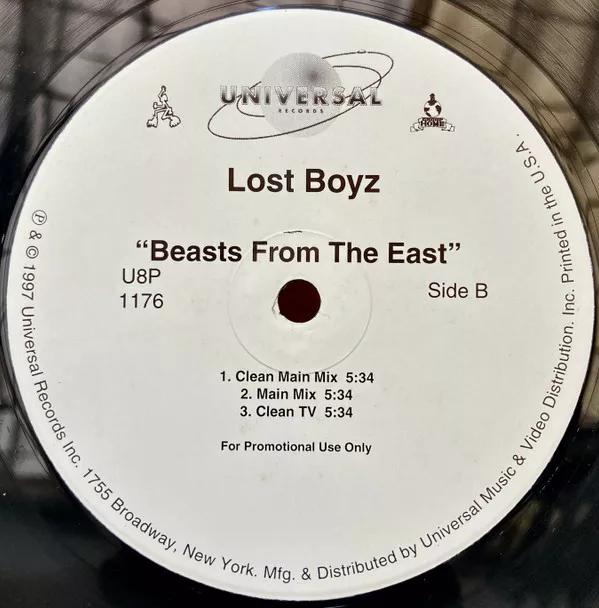 UNIVERSAL
RECORDS
HOME
Lost Boyz
“Beasts From The East”
U8P
1176
Side B
1. Clean Main Mix 5:34
2. Main Mix 5:34
3. Clean TV 5:34
For Promotional Use Only
℗ & © 1997 Universal Records Inc. 1755 Broadway, New York. Mfg. & Distributed by Universal Music & Video Distribution. Inc. Printed in the U.S.A.